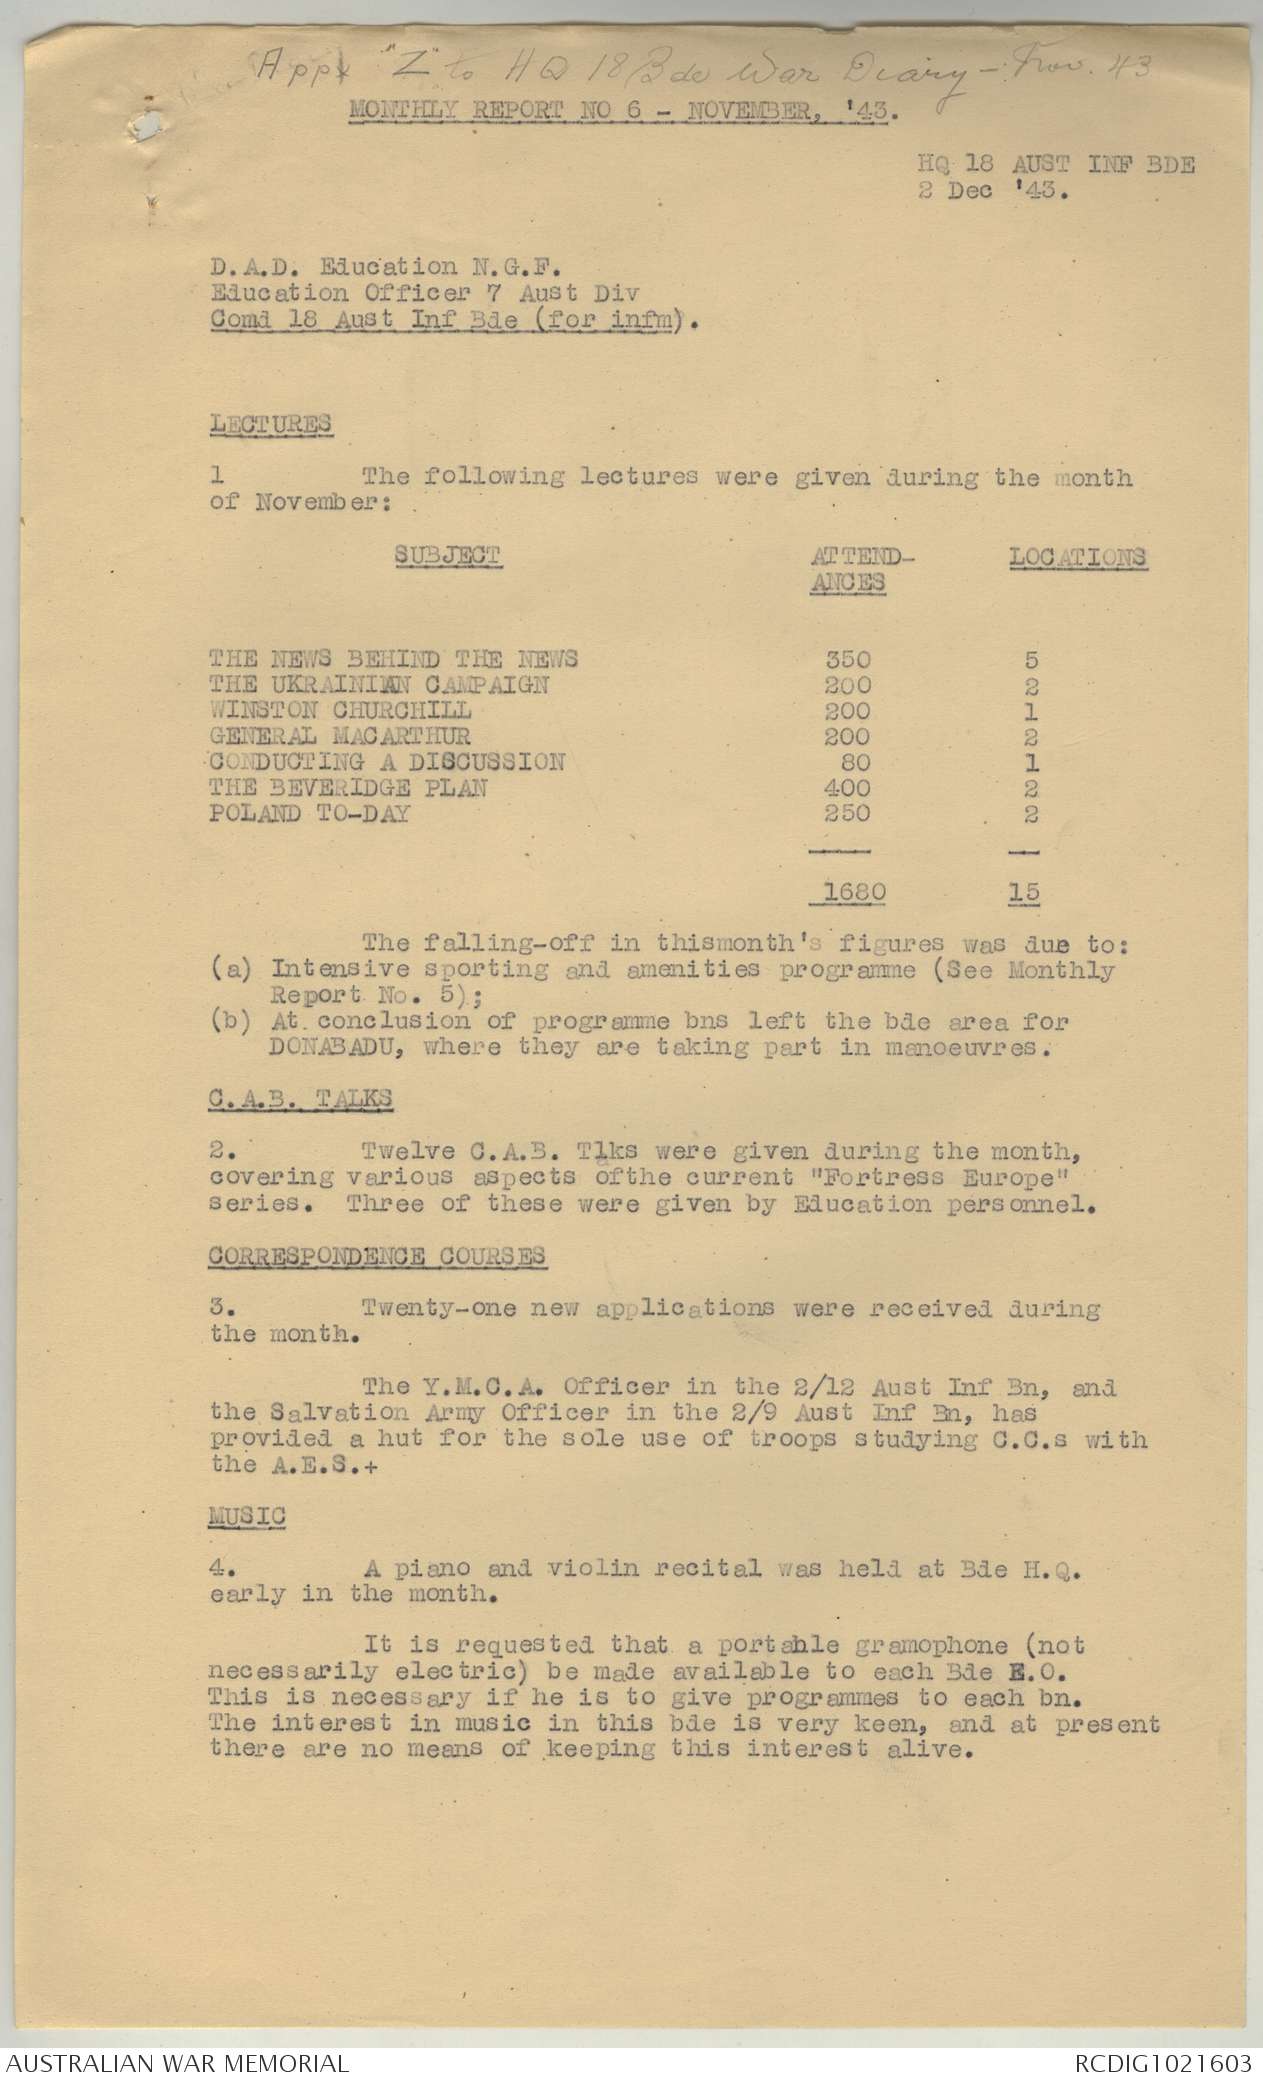 Appx "Z" to HQ 18 Bde War Diary - Nov. 43
MONTHLY REPORT NO 6 - NOVEMBER, '43.
HQ 18 AUST INF BDE
2 Dec '43.
D.A.D. Education N.G.F.
Education Officer 7 Aust Div
Comd 18 Aust Inf Bde (for infm).
LECTURES
1 The following lectures were given during the month
of November:
SUBJECT ATTEND- LOCATIONS
ANCES
THE NEWS BEHIND THE NEWS 350 5
THE UKRAINIAN CAMPAIGN 200 2
WINSTON CHURCHILL 200 1
GENERAL MACARTHUR 200 2
CONDUCTING A DISCUSSION 80 1
THE BEVERIDGE PLAN 400 2
POLAND TO-DAY 250 2
1680 15
The falling-off in thismonth's figures was due to:
(a) Intensive sporting and amenities programme (See Monthly
Report No. 5);
(b) At conclusion of programme bns left the bde area for
DONABADU, where they are taking part in manoeuvres.
C.A.B. TALKS
2. Twelve C.A.B. Tlks were given during the month,
covering various aspects ofthe current "Fortress Europe"
series. Three of these were given by Education personnel.
CORRESPONDENCE COURSES
3. Twenty-one new applications were received during
the month.
The Y.M.C.A. Officer in the 2/12 Aust Inf Bn, and
the Salvation Army Officer in the 2/9 Aust Inf Bn, has
provided a hut for the sole use of troops studying C.C.s with
the A.E.S.+
MUSIC
4. A piano and violin recital was held at Bde H.Q.
early in the month.
It is requested that a portable gramophone (not
necessarily electric) be made available to each Bde E.O.
This is necessary if he is to give programmes to each bn.
The interest in music in this bde is very keen, and at present
there are no means of keeping this interest alive.
AUSTRALIAN WAR MEMORIAL
RCDIG1021603